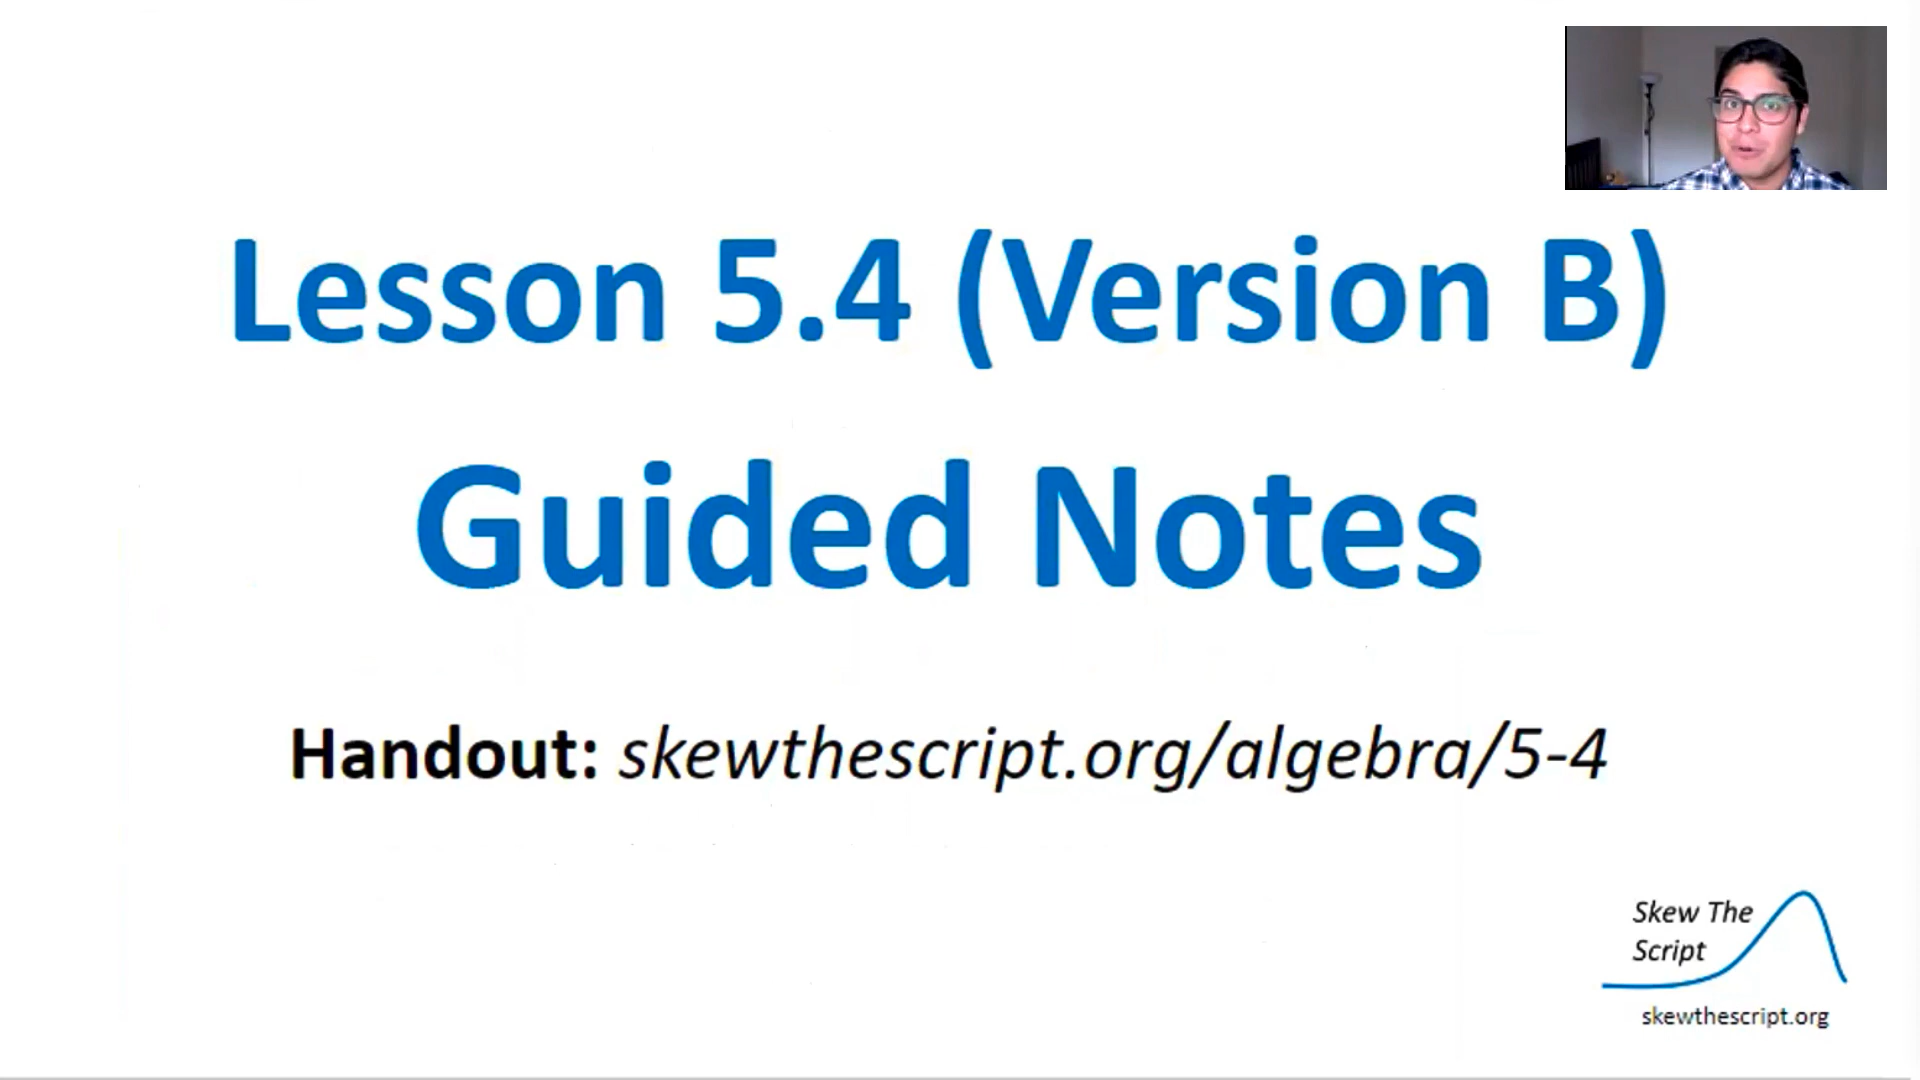 Lesson 5.4 (Version B)
Guided Notes
Handout: skewthescript.org/algebra/5-4
Skew The
Script
skewthescript.org